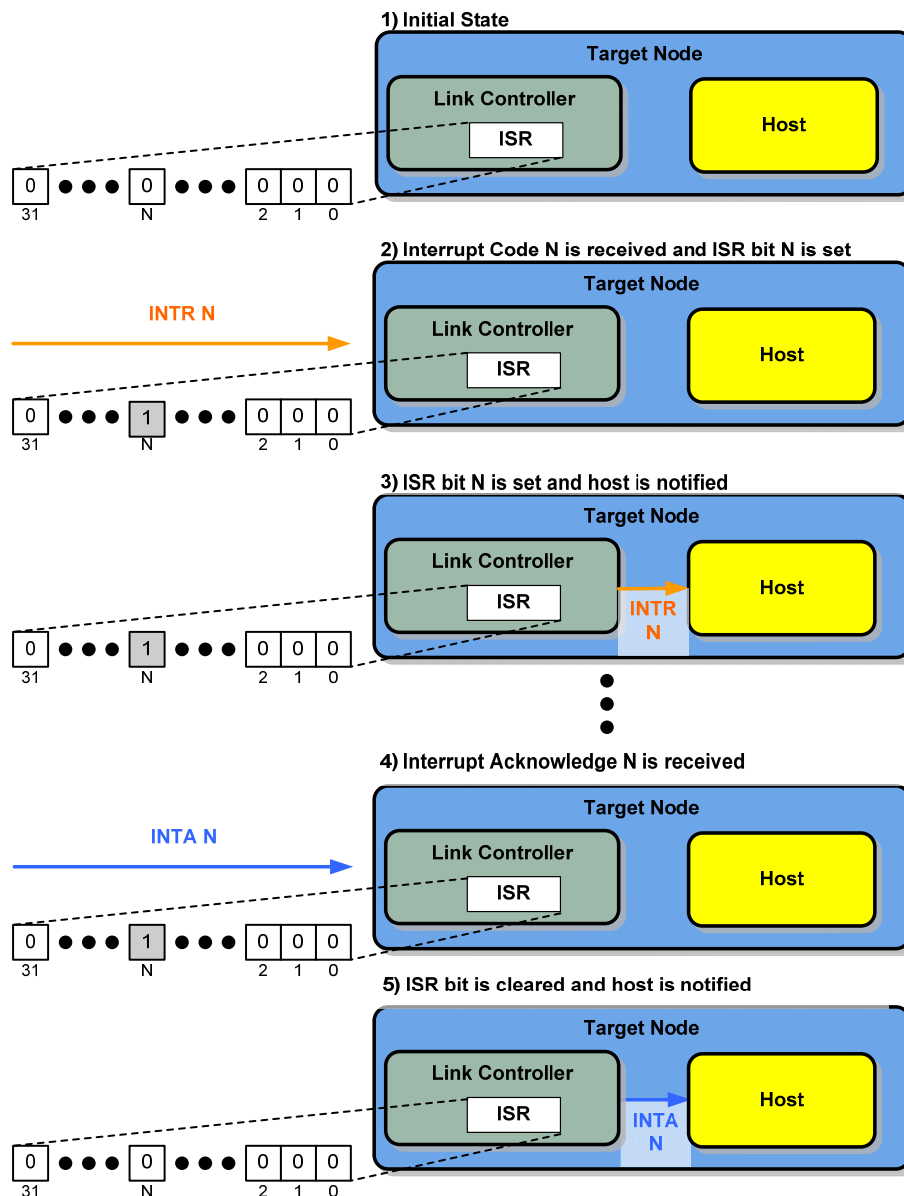 1) Initial State
Target Node
Link Controller
ISR
Host
0 0 0 0 0
31 N 2 1 0
2) Interrupt Code N is received and ISR bit N is set
Target Node
INTR N
Link Controller
ISR
Host
0 1 0 0 0
31 N 2 1 0
3) ISR bit N is set and host is notified
Target Node
Link Controller
ISR
INTR
N
Host
0 1 0 0 0
31 N 2 1 0
4) Interrupt Acknowledge N is received
Target Node
INTA N
Link Controller
ISR
Host
0 1 0 0 0
31 N 2 1 0
5) ISR bit is cleared and host is notified
Target Node
Link Controller
ISR
INTA
N
Host
0 0 0 0 0
31 N 2 1 0